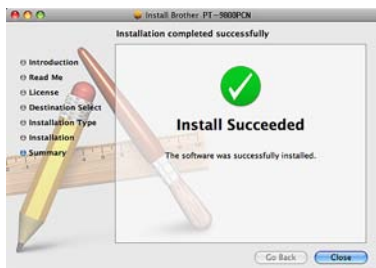 Install Brother PT-9800PCN
Installation completed successfully
Introduction
Read Me
License
Destination Select
Installation Type
Installation
Summary
Install Succeeded
The software was successfully installed.
Go Back
Close